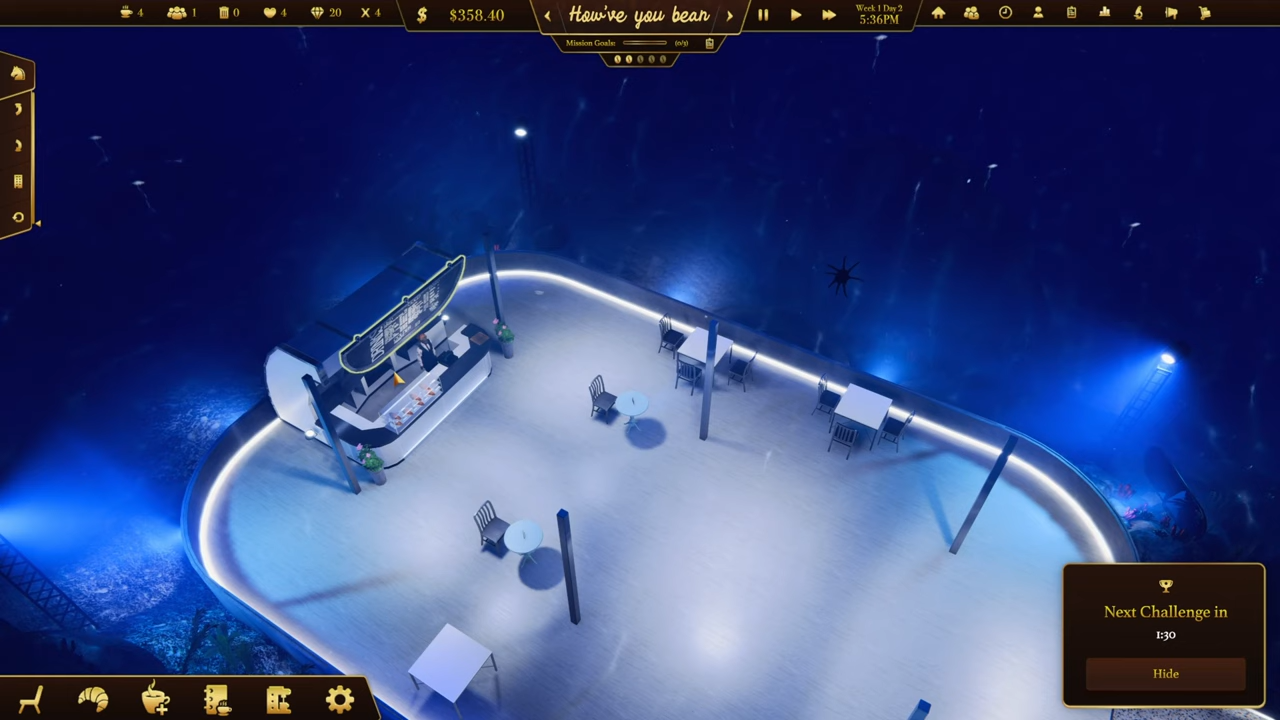 4
1
0
4
20
X 4
$ $358.40
How've you bean
Week 1 Day 2
5:36PM
Mission Goals:
(0/3)
Next Challenge in
1:30
Hide